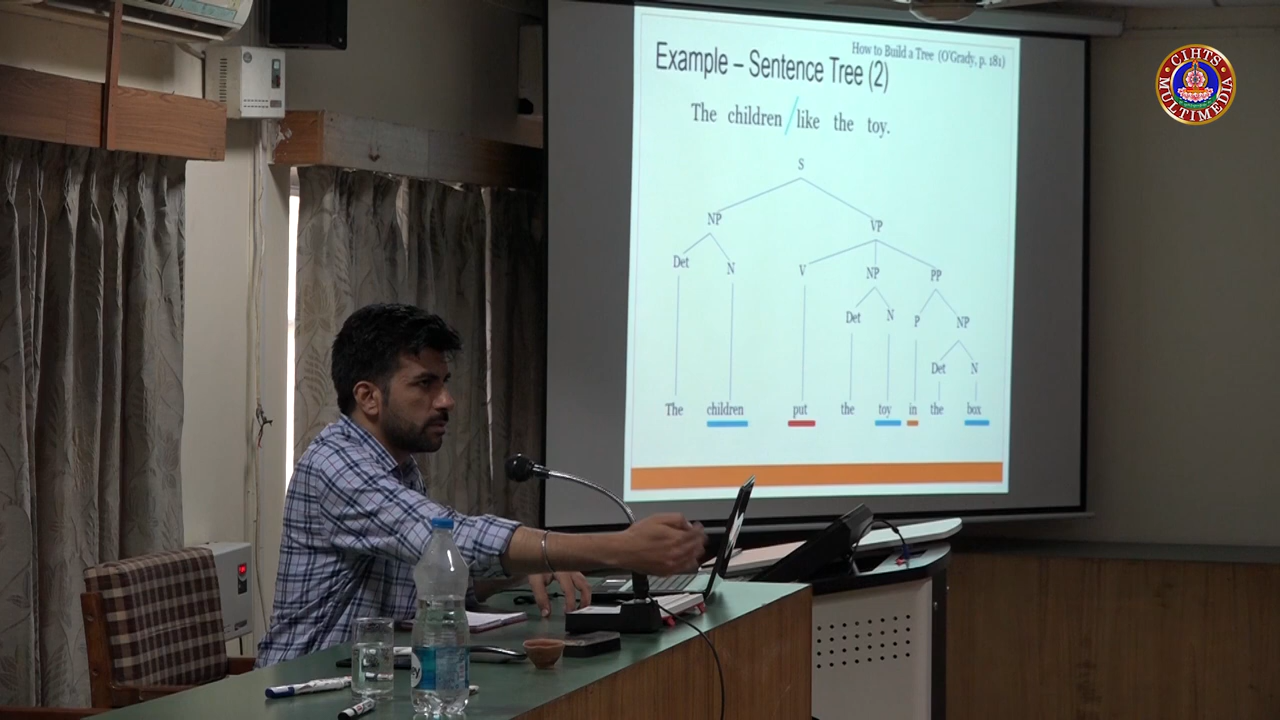 How to Build a Tree (O'Grady, p. 181)
Example – Sentence Tree (2)
The children like the toy.
S
NP VP
Det N V NP PP
Det N P NP
Det N
The children put the toy in the box
CIHTS
MULTIMEDIA